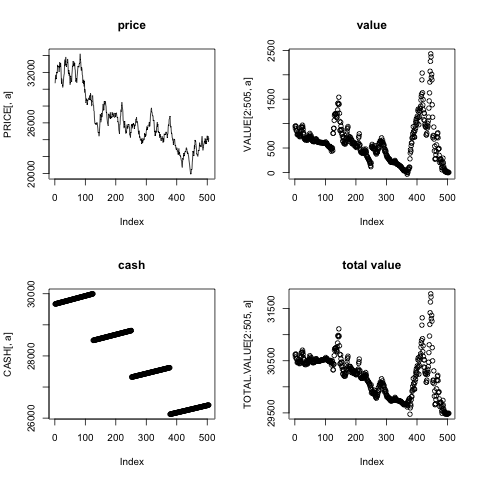 price
PRICE[, a]
20000 26000 32000
0 100 200 300 400 500
Index
value
VALUE[2:505, a]
0 500 1500 2500
0 100 200 300 400 500
Index
cash
CASH[, a]
26000 28000 30000
0 100 200 300 400 500
Index
total value
TOTAL.VALUE[2:505, a]
29500 30500 31500
0 100 200 300 400 500
Index